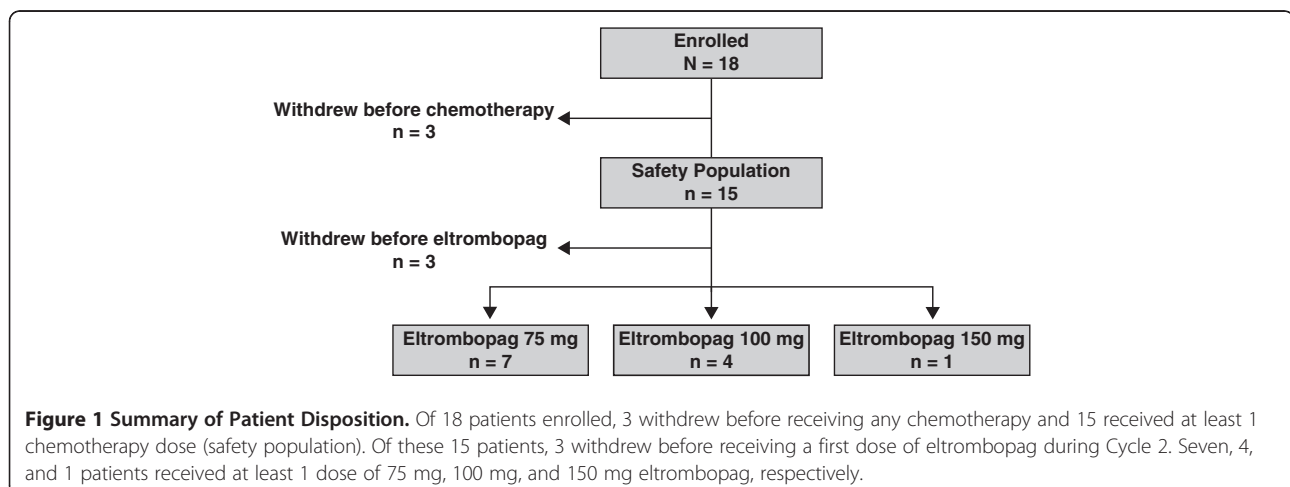 Enrolled
N = 18
Withdrew before chemotherapy
n = 3
Safety Population
n = 15
Withdrew before eltrombopag
n = 3
Eltrombopag 75 mg
n = 7
Eltrombopag 100 mg
n = 4
Eltrombopag 150 mg
n = 1
Figure 1 Summary of Patient Disposition. Of 18 patients enrolled, 3 withdrew before receiving any chemotherapy and 15 received at least 1
chemotherapy dose (safety population). Of these 15 patients, 3 withdrew before receiving a first dose of eltrombopag during Cycle 2. Seven, 4,
and 1 patients received at least 1 dose of 75 mg, 100 mg, and 150 mg eltrombopag, respectively.